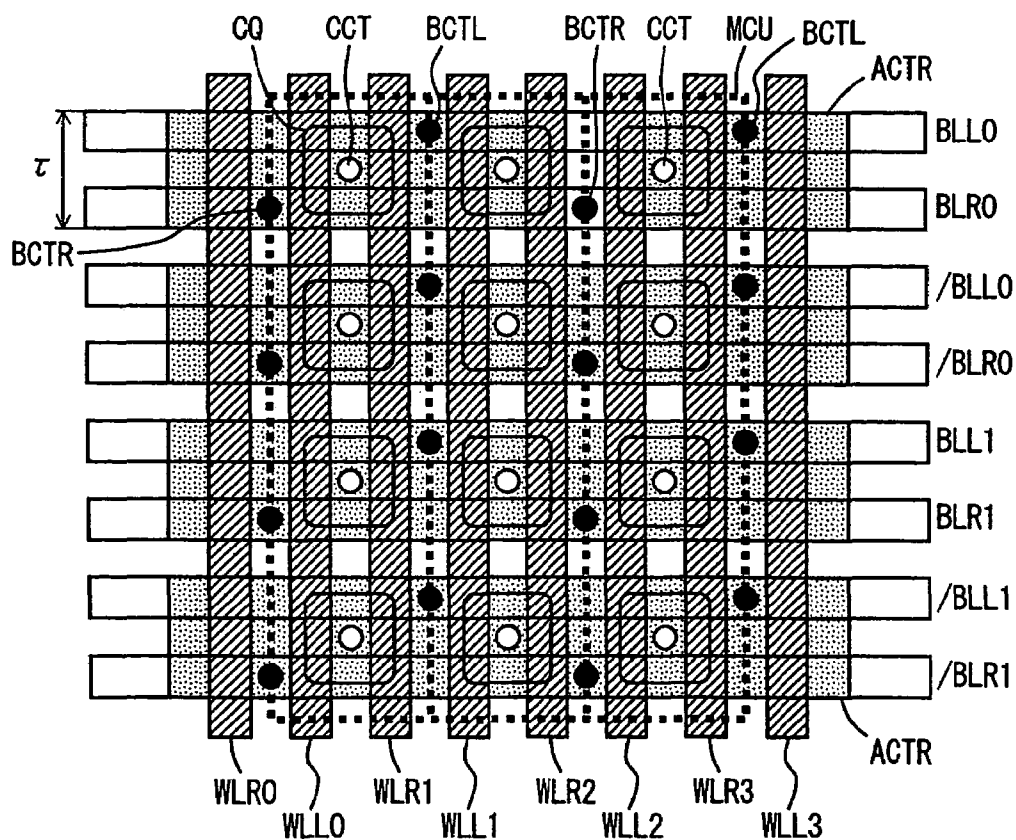 CQ CCT BCTL BCTR CCT MCU BCTL
ACTR
BLL0
τ
BLR0
BCTR
/BLL0
/BLR0
BLL1
BLR1
/BLL1
/BLR1
ACTR
WLR0 WLR1 WLR2 WLR3
WLL0 WLL1 WLL2 WLL3